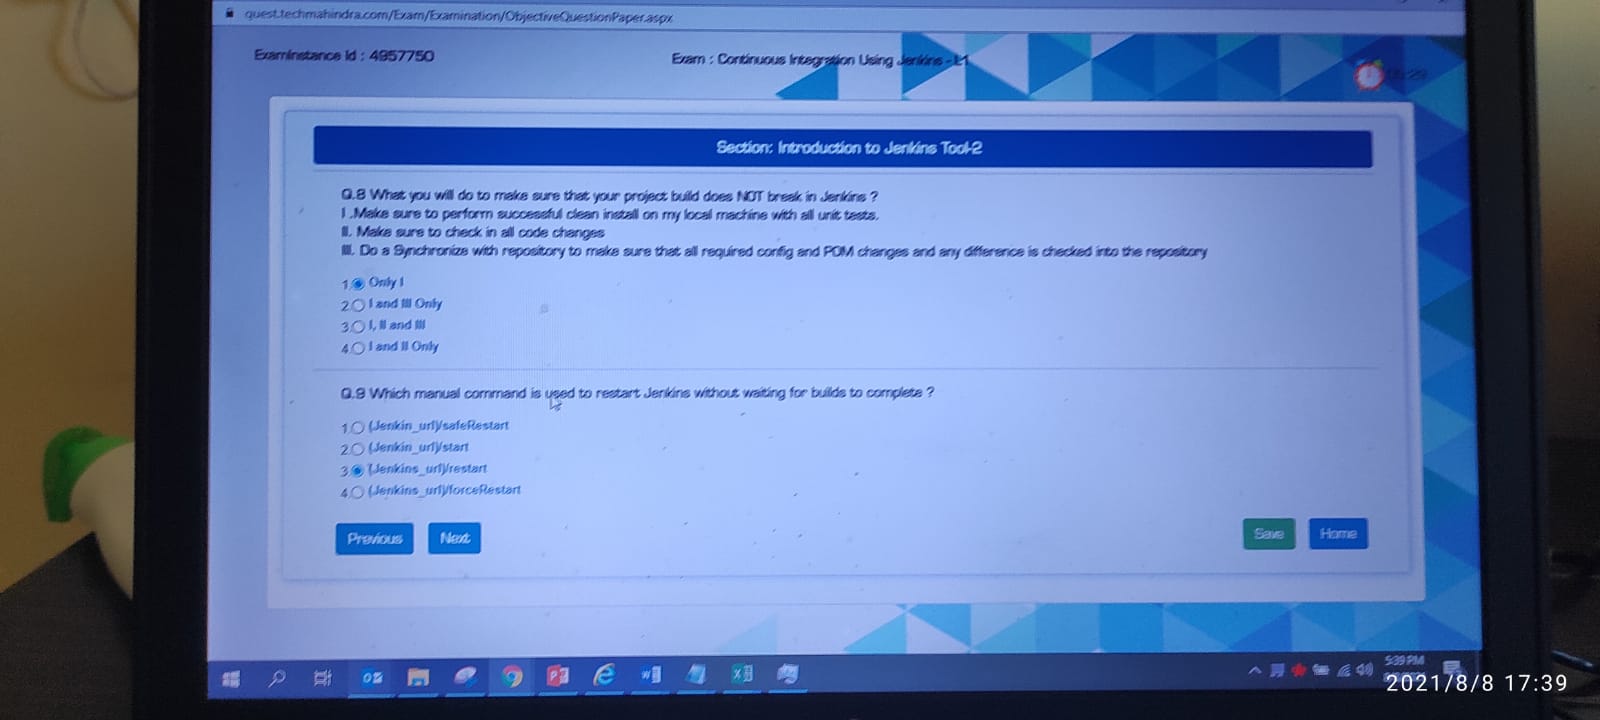 quest.techmahindra.com/Exam/Examination/ObjectiveQuestionPaper.aspx
ExamInstance Id : 4957750
Exam : Continuous Integration Using Jenkins - L1
Section: Introduction to Jenkins Tool-2
Q.8 What you will do to make sure that your project build does NOT break in Jenkins ?
I .Make sure to perform successful clean install on my local machine with all unit tests.
II. Make sure to check in all code changes
III. Do a Synchronize with repository to make sure that all required config and POM changes and any difference is checked into the repository
1. Only I
2. I and III Only
3. I, II and III
4. I and II Only
Q.9 Which manual command is used to restart Jenkins without waiting for builds to complete ?
1. (Jenkin_url)/safeRestart
2. (Jenkin_url)/start
3. (Jenkins_url)/restart
4. (Jenkins_url)/forceRestart
Previous
Next
Save
Home
5:39 PM
2021/8/8 17:39